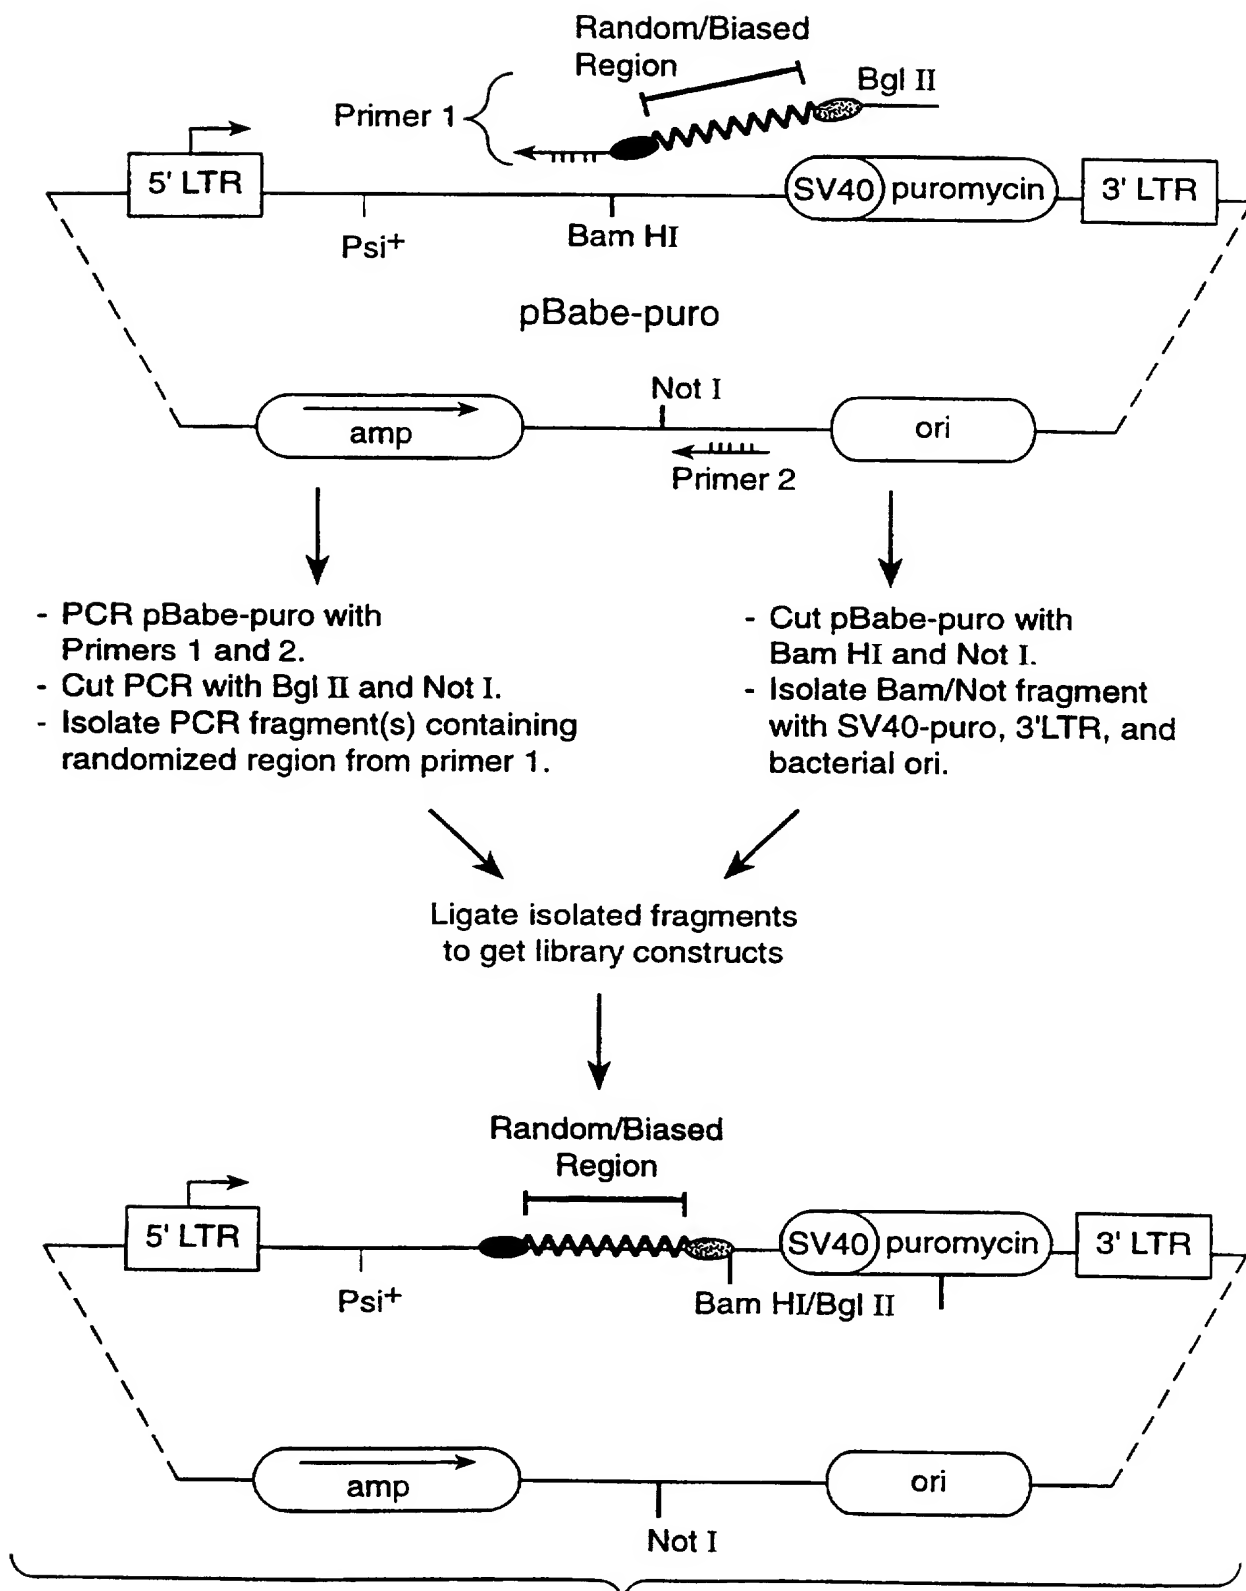 Random/Biased
Region
Bgl II
Primer 1
5' LTR
SV40
puromycin
3' LTR
Psi+
Bam HI
pBabe-puro
Not I
amp
ori
Primer 2
- PCR pBabe-puro with
Primers 1 and 2.
- Cut PCR with Bgl II and Not I.
- Isolate PCR fragment(s) containing
randomized region from primer 1.
- Cut pBabe-puro with
Bam HI and Not I.
- Isolate Bam/Not fragment
with SV40-puro, 3'LTR, and
bacterial ori.
Ligate isolated fragments
to get library constructs
Random/Biased
Region
5' LTR
SV40
puromycin
3' LTR
Psi+
Bam HI/Bgl II
amp
ori
Not I